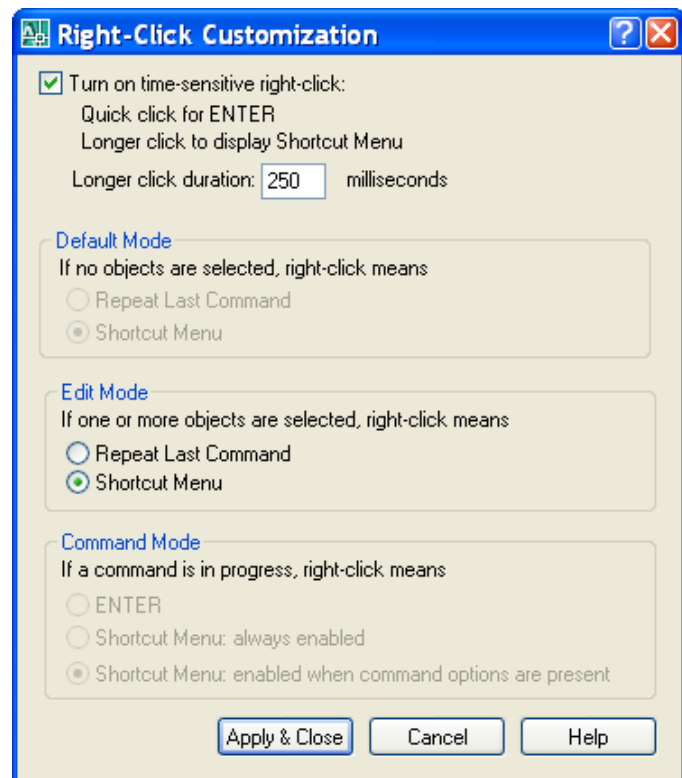 Right-Click Customization
Turn on time-sensitive right-click:
Quick click for ENTER
Longer click to display Shortcut Menu
Longer click duration: 250 milliseconds
Default Mode
If no objects are selected, right-click means
Repeat Last Command
Shortcut Menu
Edit Mode
If one or more objects are selected, right-click means
Repeat Last Command
Shortcut Menu
Command Mode
If a command is in progress, right-click means
ENTER
Shortcut Menu: always enabled
Shortcut Menu: enabled when command options are present
Apply & Close Cancel Help